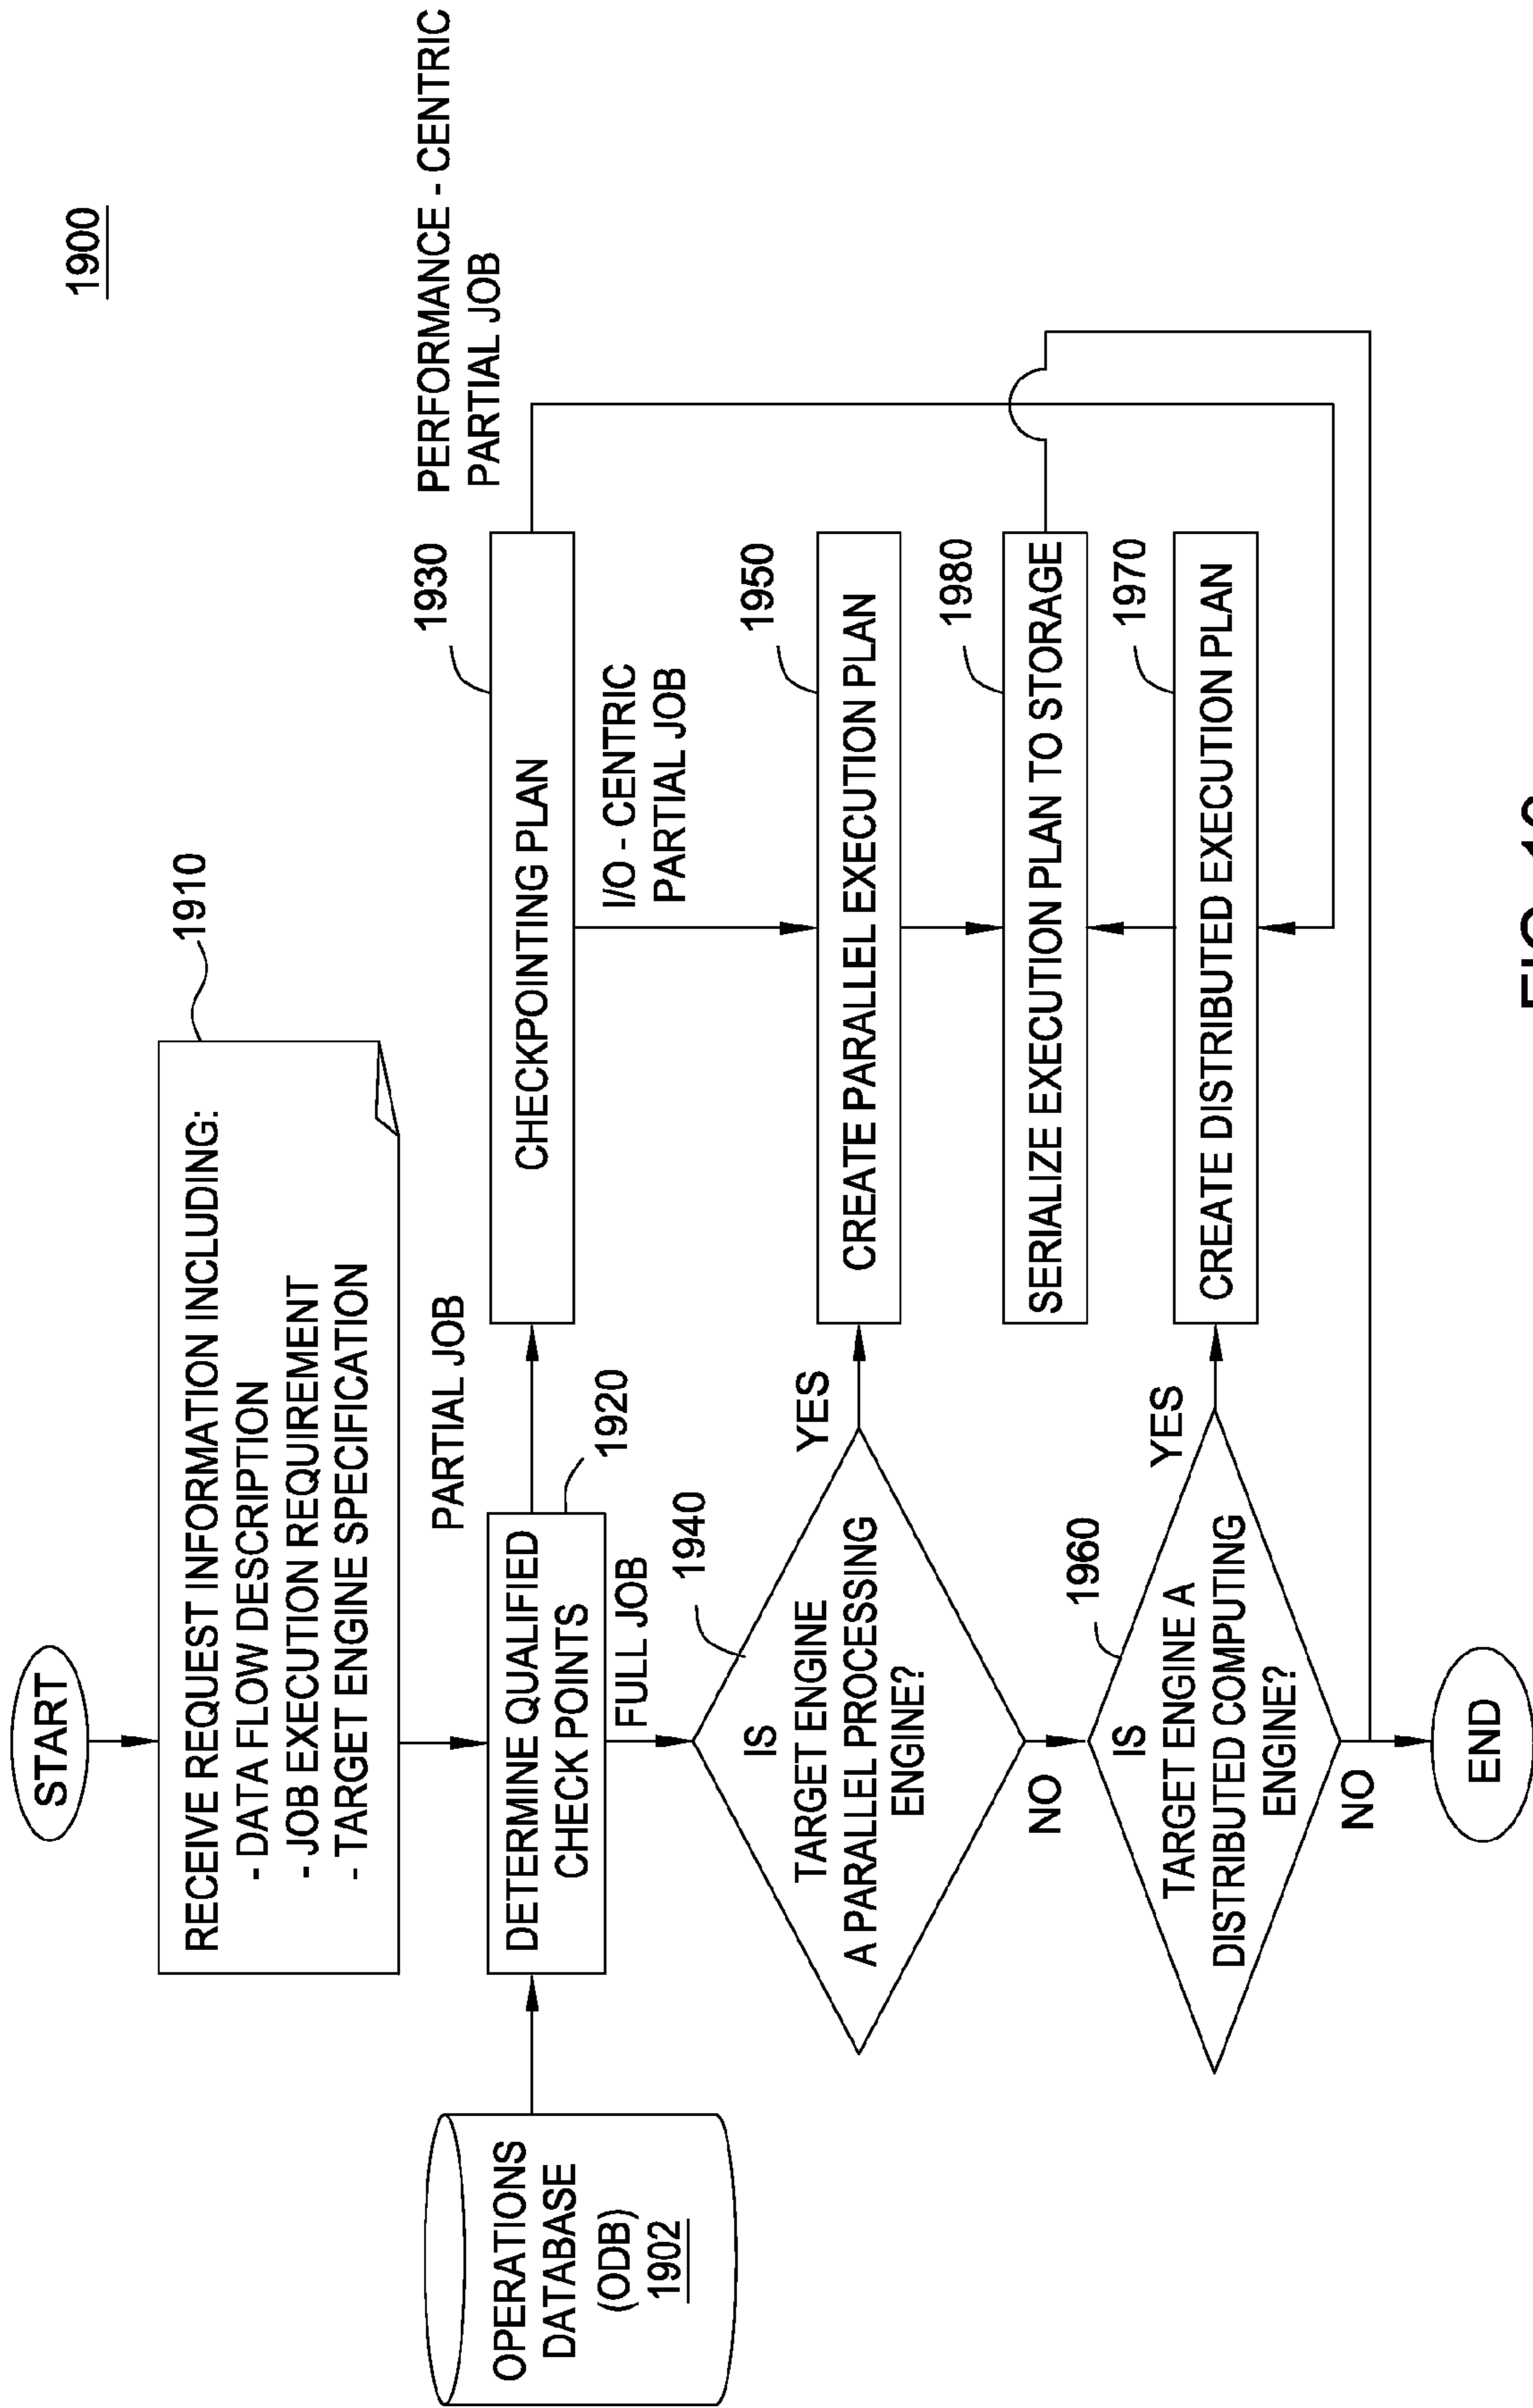 1900
START
RECEIVE REQUEST INFORMATION INCLUDING:
- DATA FLOW DESCRIPTION
- JOB EXECUTION REQUIREMENT
- TARGET ENGINE SPECIFICATION
1910
OPERATIONS
DATABASE
(ODB)
1902
DETERMINE QUALIFIED
CHECK POINTS
1920
PARTIAL JOB
CHECKPOINTING PLAN
1930
PERFORMANCE - CENTRIC
PARTIAL JOB
FULL JOB
I/O - CENTRIC
PARTIAL JOB
IS
TARGET ENGINE
A PARALLEL PROCESSING
ENGINE?
1940
YES
CREATE PARALLEL EXECUTION PLAN
1950
NO
SERIALIZE EXECUTION PLAN TO STORAGE
1980
IS
TARGET ENGINE A
DISTRIBUTED COMPUTING
ENGINE?
1960
YES
CREATE DISTRIBUTED EXECUTION PLAN
1970
NO
END